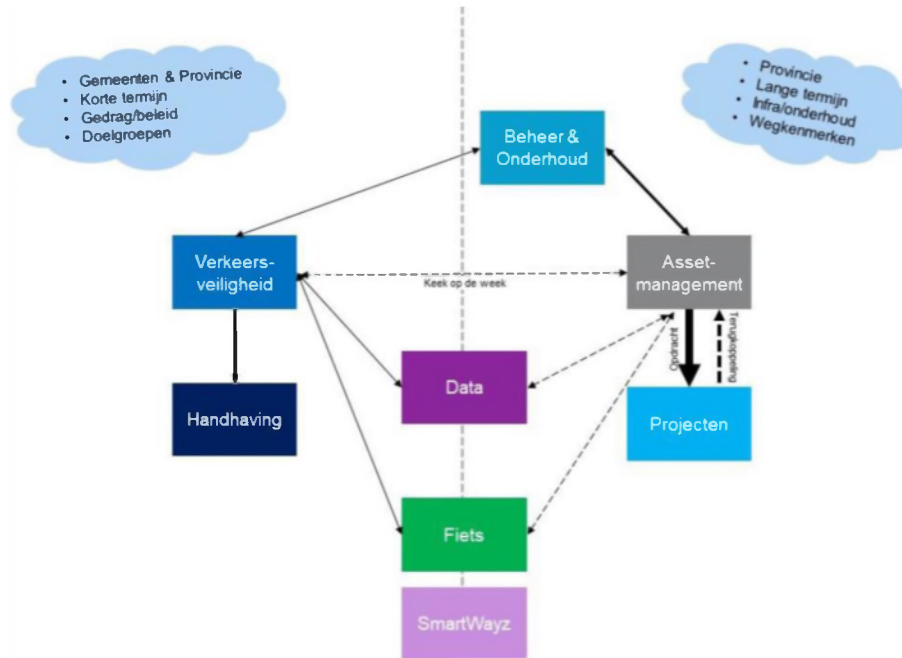 • Gemeenten & Provincie
• Korte termijn
• Gedrag/beleid
• Doelgroepen
• Provincie
• Lange termijn
• Infra/onderhoud
• Wegkenmerken
Beheer &
Onderhoud
Verkeers-
veiligheid
Keek op de week
Asset-
management
Opdracht
Terugkoppeling
Handhaving
Data
Projecten
Fiets
SmartWayz